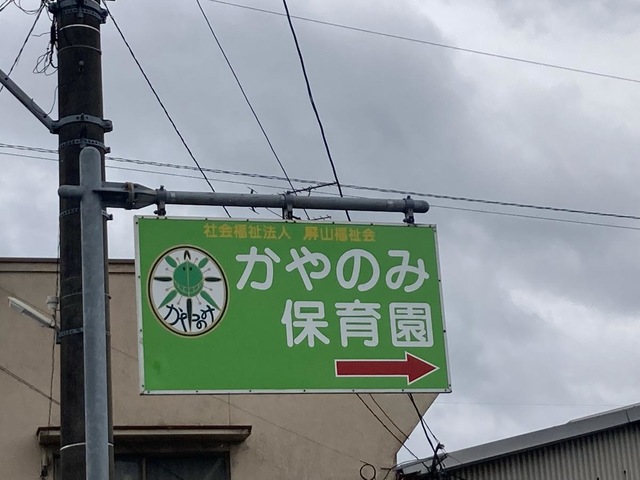 社会福祉法人 屏山福祉会
かやのみ
保育園
かやのみ